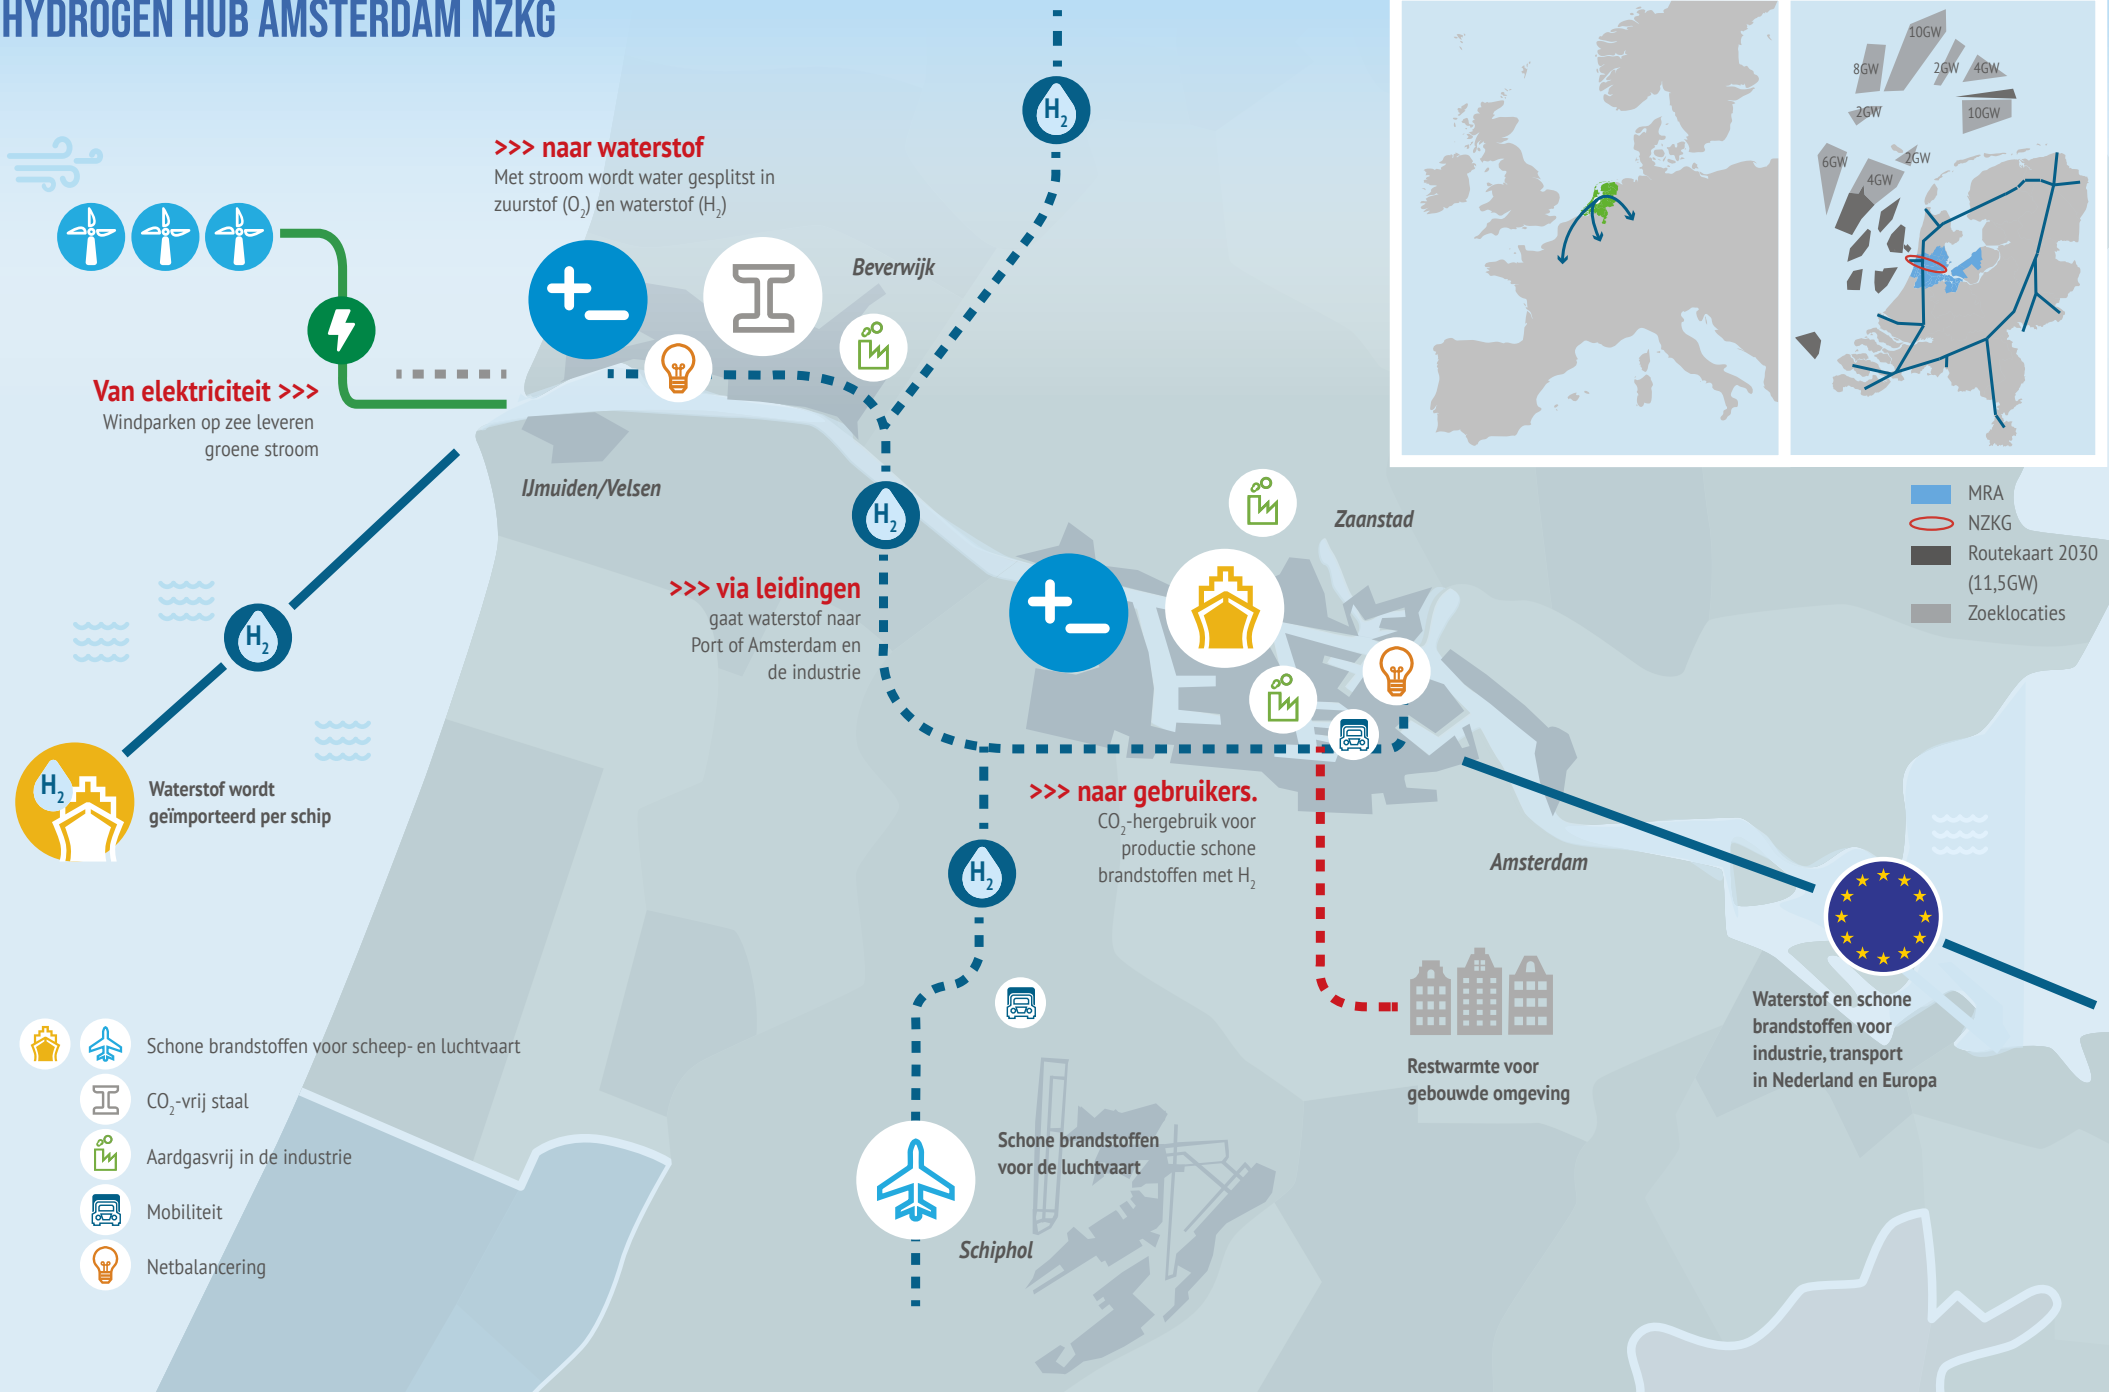 HYDROGEN HUB AMSTERDAM NZKG
H2
>>> naar waterstof
Met stroom wordt water gesplitst in
zuurstof (O2) en waterstof (H2)
Beverwijk
Van elektriciteit >>>
Windparken op zee leveren
groene stroom
IJmuiden/Velsen
H2
Zaanstad
>>> via leidingen
gaat waterstof naar
Port of Amsterdam en
de industrie
H2
H2
Waterstof wordt
geïmporteerd per schip
>>> naar gebruikers.
CO2-hergebruik voor
productie schone
brandstoffen met H2
H2
Amsterdam
Restwarmte voor
gebouwde omgeving
Waterstof en schone
brandstoffen voor
industrie, transport
in Nederland en Europa
Schone brandstoffen
voor de luchtvaart
Schiphol
Schone brandstoffen voor scheep- en luchtvaart
CO2-vrij staal
Aardgasvrij in de industrie
Mobiliteit
Netbalancering
10GW
8GW
2GW
4GW
2GW
10GW
6GW
2GW
4GW
MRA
NZKG
Routekaart 2030
(11,5GW)
Zoeklocaties